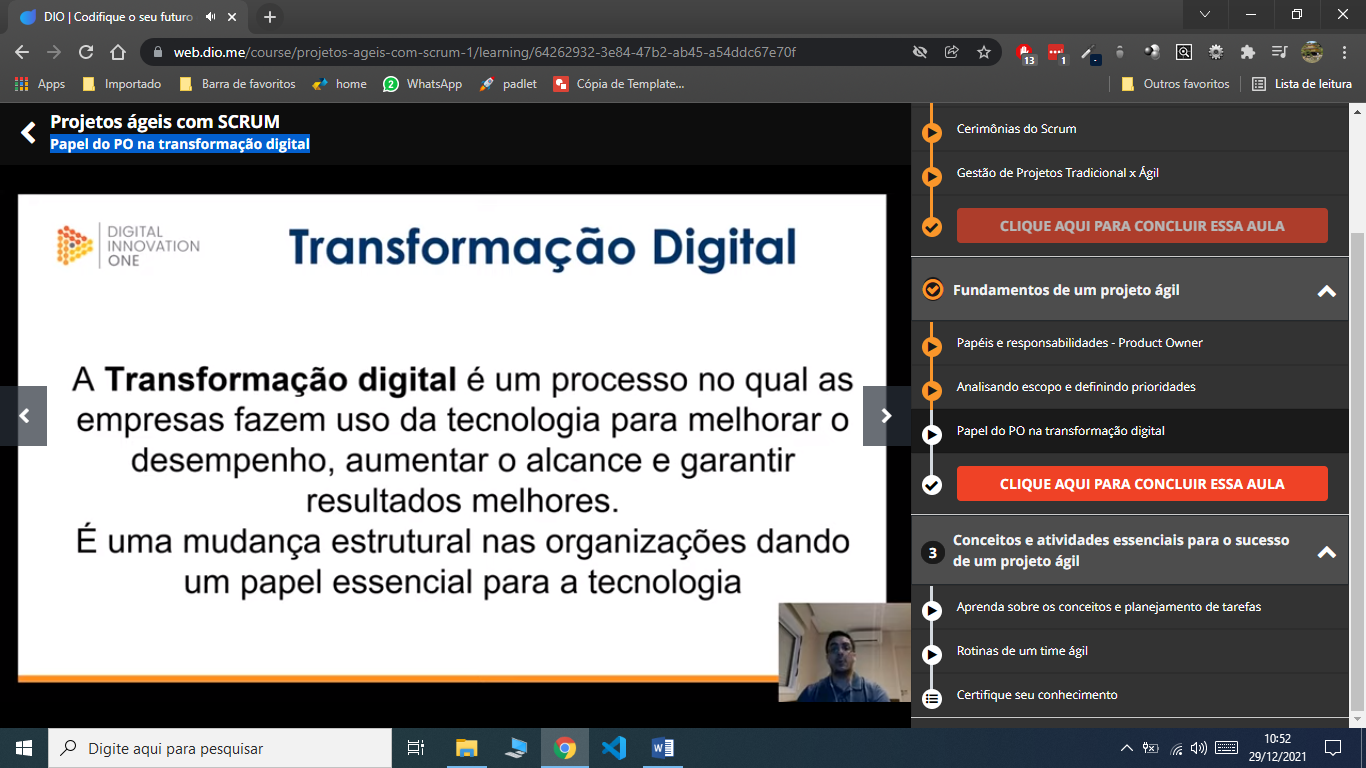 DIO | Codifique o seu futuro
web.dio.me/course/projetos-ageis-com-scrum-1/learning/64262932-3e84-47b2-ab45-a54ddc67e70f
13
1
-
Apps
Importado
Barra de favoritos
home
2
WhatsApp
padlet
Cópia de Template...
Outros favoritos
Lista de leitura
Projetos ágeis com SCRUM
Papel do PO na transformação digital
DIGITAL
INNOVATION
ONE
Transformação Digital
A Transformação digital é um processo no qual as
empresas fazem uso da tecnologia para melhorar o
desempenho, aumentar o alcance e garantir
resultados melhores.
É uma mudança estrutural nas organizações dando
um papel essencial para a tecnologia
Cerimônias do Scrum
Gestão de Projetos Tradicional x Ágil
CLIQUE AQUI PARA CONCLUIR ESSA AULA
Fundamentos de um projeto ágil
Papéis e responsabilidades - Product Owner
Analisando escopo e definindo prioridades
Papel do PO na transformação digital
CLIQUE AQUI PARA CONCLUIR ESSA AULA
3
Conceitos e atividades essenciais para o sucesso
de um projeto ágil
Aprenda sobre os conceitos e planejamento de tarefas
Rotinas de um time ágil
Certifique seu conhecimento
Digite aqui para pesquisar
W
10:52
29/12/2021